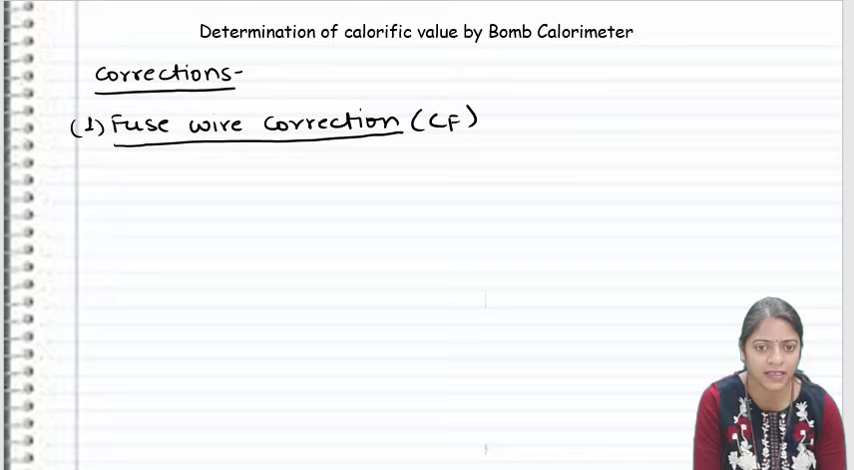 Determination of calorific value by Bomb Calorimeter
Corrections-
(1) Fuse wire correction (CF)